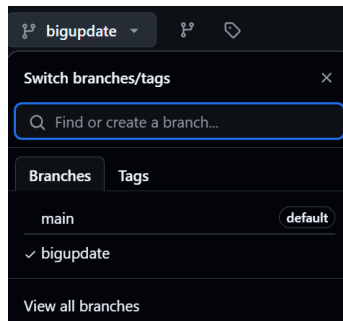 bigupdate
Switch branches/tags
Find or create a branch...
Branches Tags
main default
bigupdate
View all branches